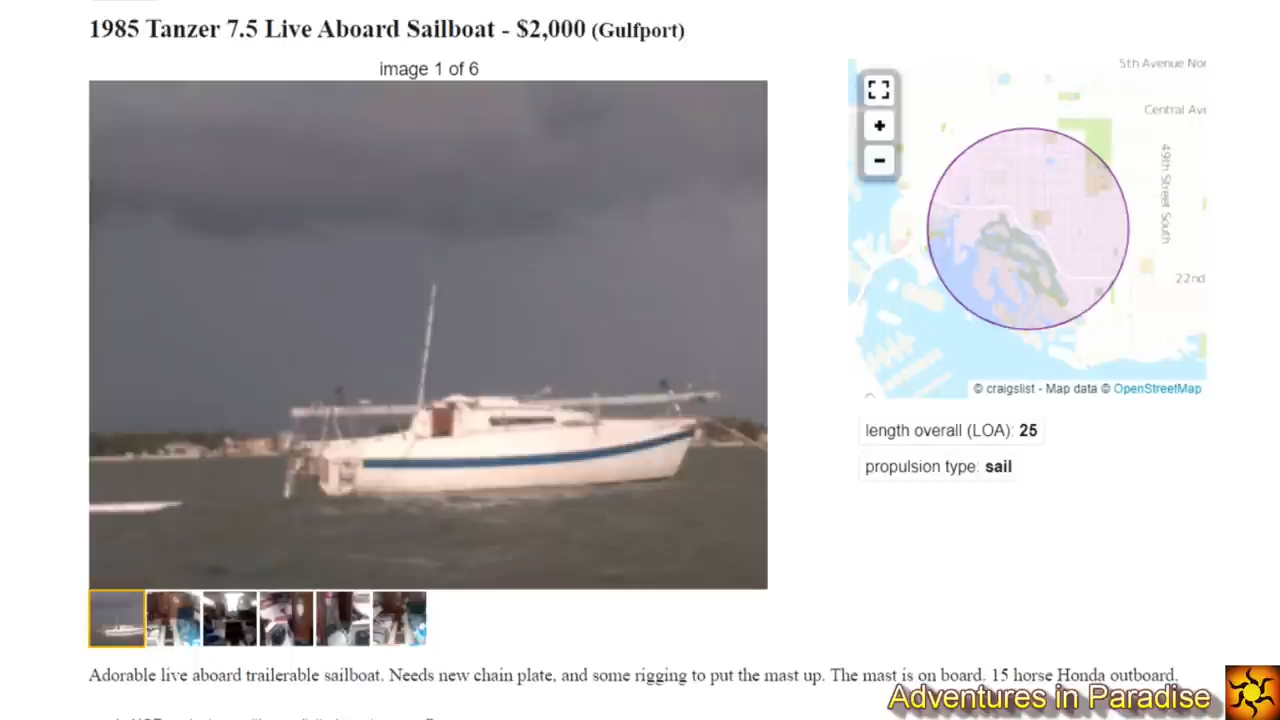 1985 Tanzer 7.5 Live Aboard Sailboat - $2,000 (Gulfport)
image 1 of 6
5th Avenue Nor
Central Ave
49th Street South
22nd
+
-
© craigslist - Map data © OpenStreetMap
length overall (LOA): 25
propulsion type: sail
Adorable live aboard trailerable sailboat. Needs new chain plate, and some rigging to put the mast up. The mast is on board. 15 horse Honda outboard.
Adventures in Paradise